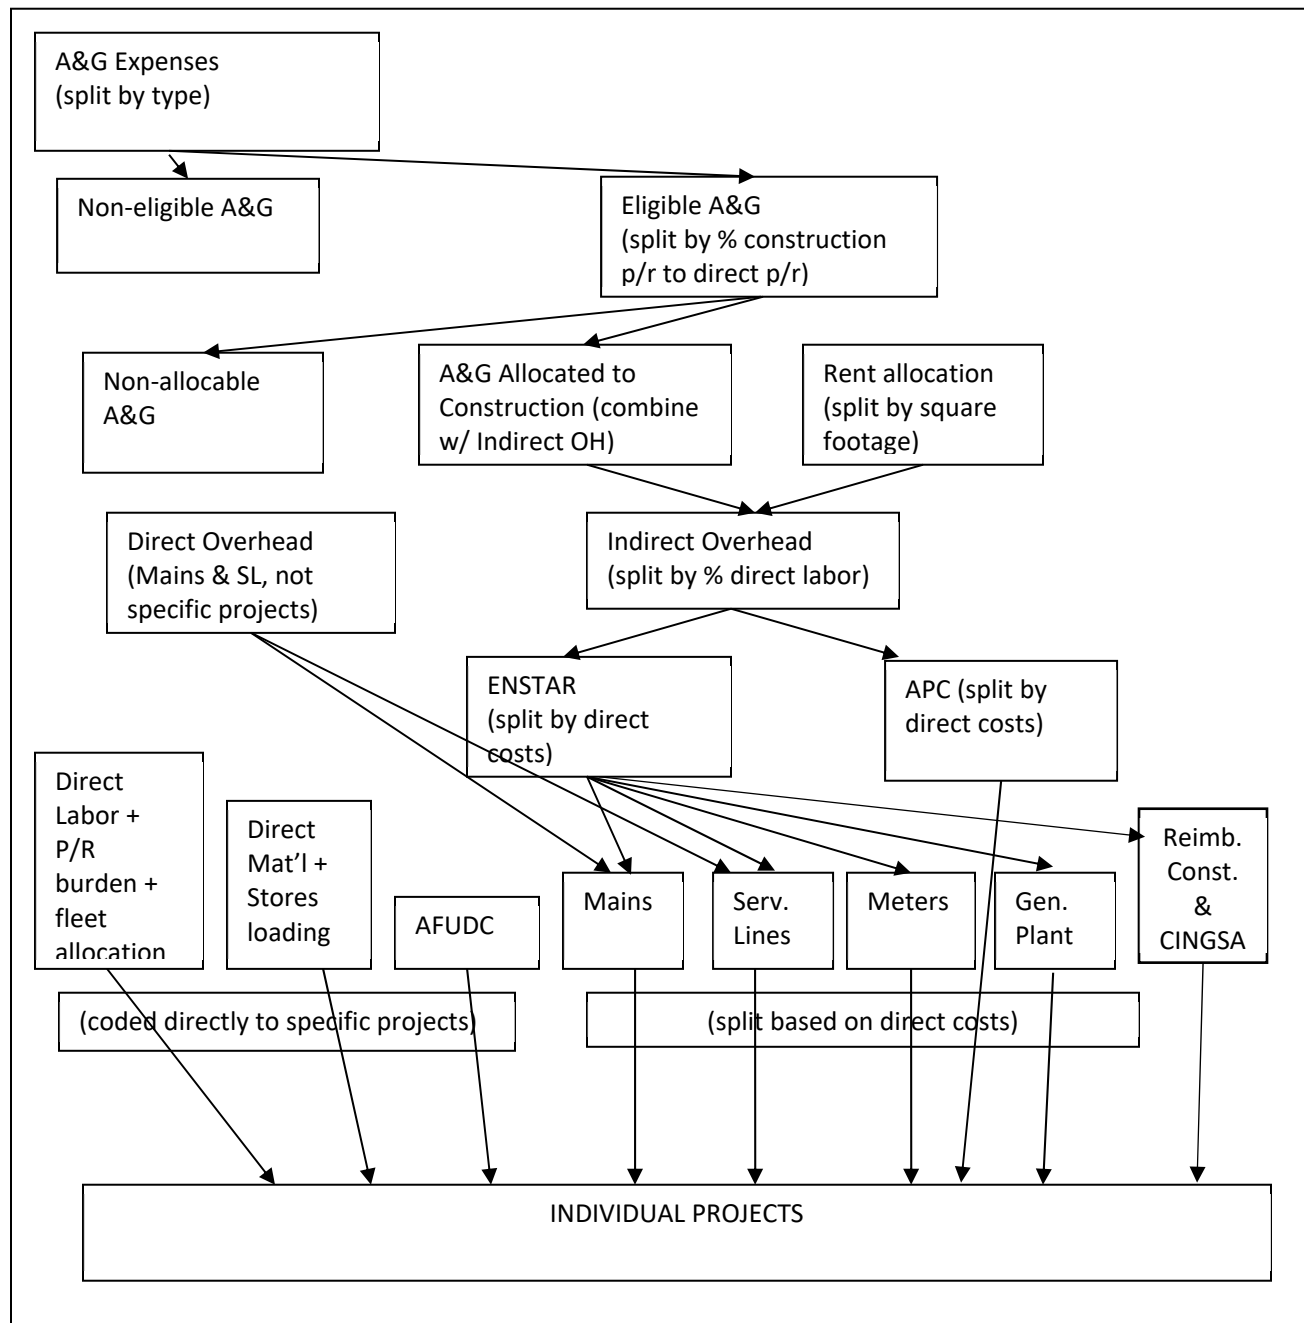 A&G Expenses
(split by type)
Non-eligible A&G
Eligible A&G
(split by % construction
p/r to direct p/r)
Non-allocable
A&G
A&G Allocated to
Construction (combine
w/ Indirect OH)
Rent allocation
(split by square
footage)
Direct Overhead
(Mains & SL, not
specific projects)
Indirect Overhead
(split by % direct labor)
ENSTAR
(split by direct
costs)
APC (split by
direct costs)
Direct
Labor +
P/R
burden +
fleet
allocation
Direct
Mat’l +
Stores
loading
AFUDC
Mains
Serv.
Lines
Meters
Gen.
Plant
Reimb.
Const.
&
CINGSA
(coded directly to specific projects)
(split based on direct costs)
INDIVIDUAL PROJECTS